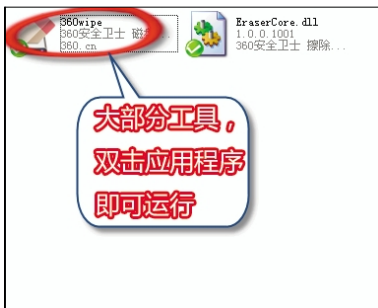 360wipe
360安全卫士 磁...
360.cn
EraserCore.dll
1.0.0.1001
360安全卫士 擦除...
大部分工具，
双击应用程序
即可运行